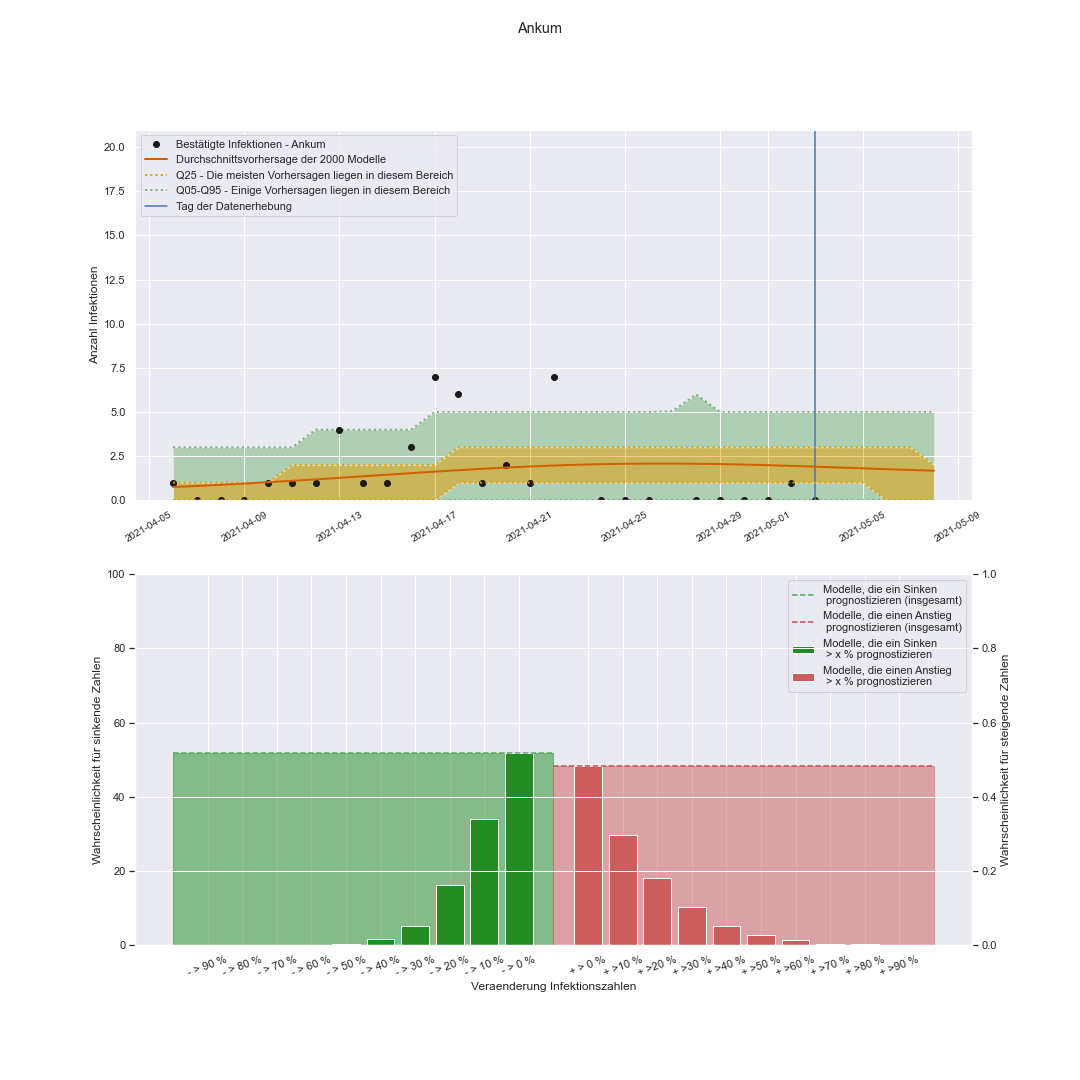 Ankum
20.0
17.5
15.0
12.5
10.0
7.5
5.0
2.5
0.0
Anzahl Infektionen
Bestätigte Infektionen - Ankum
Durchschnittsvorhersage der 2000 Modelle
Q25 - Die meisten Vorhersagen liegen in diesem Bereich
Q05-Q95 - Einige Vorhersagen liegen in diesem Bereich
Tag der Datenerhebung
2021-04-05
2021-04-09
2021-04-13
2021-04-17
2021-04-21
2021-04-25
2021-04-29
2021-05-01
2021-05-05
2021-05-09
100
80
60
40
20
0
Wahrscheinlichkeit für sinkende Zahlen
Modelle, die ein Sinken
prognostizieren (insgesamt)
Modelle, die einen Anstieg
prognostizieren (insgesamt)
Modelle, die ein Sinken
> x % prognostizieren
Modelle, die einen Anstieg
> x % prognostizieren
1.0
0.8
0.6
0.4
0.2
0.0
Wahrscheinlichkeit für steigende Zahlen
- > 90 %
- > 80 %
- > 70 %
- > 60 %
- > 50 %
- > 40 %
- > 30 %
- > 20 %
- > 10 %
- > 0 %
+ > 0 %
+ >10 %
+ >20 %
+ >30 %
+ >40 %
+ >50 %
+ >60 %
+ >70 %
+ >80 %
+ >90 %
Veraenderung Infektionszahlen